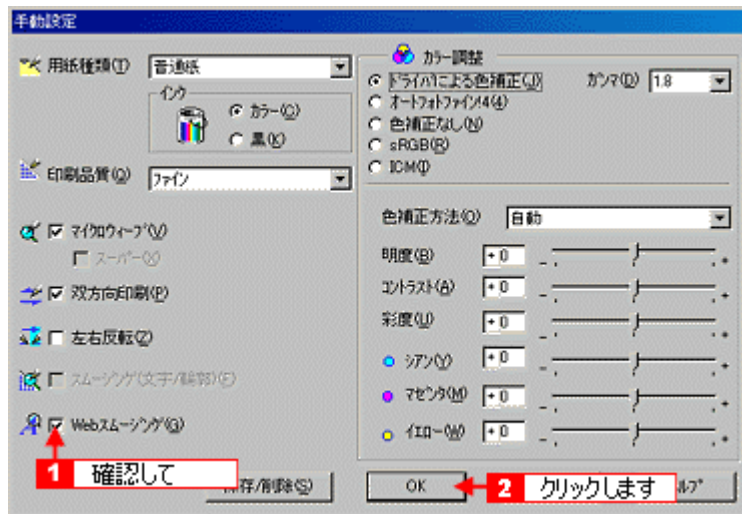 手動設定
用紙種類(T) 普通紙
インク
カラー(C)
黒(K)
印刷品質(Q) ファイン
マイクロウィーブ(V)
スーパー(X)
双方向印刷(P)
左右反転(Z)
スムージング(文字/輪郭)(F)
Webスムージング(G)
1 確認して
存/削除(S)
カラー調整
ドライバによる色補正(J) ガンマ(D) 1.8
オートフォトファイン!4(4)
色補正なし(N)
sRGB(R)
ICM(I)
色補正方法(O) 自動
明度(B) +0 - +
コントラスト(A) +0 - +
彩度(U) +0 - +
シアン(Y) +0 - +
マゼンタ(M) +0 - +
イエロー(W) +0 - +
OK
2 クリックします
ルプ